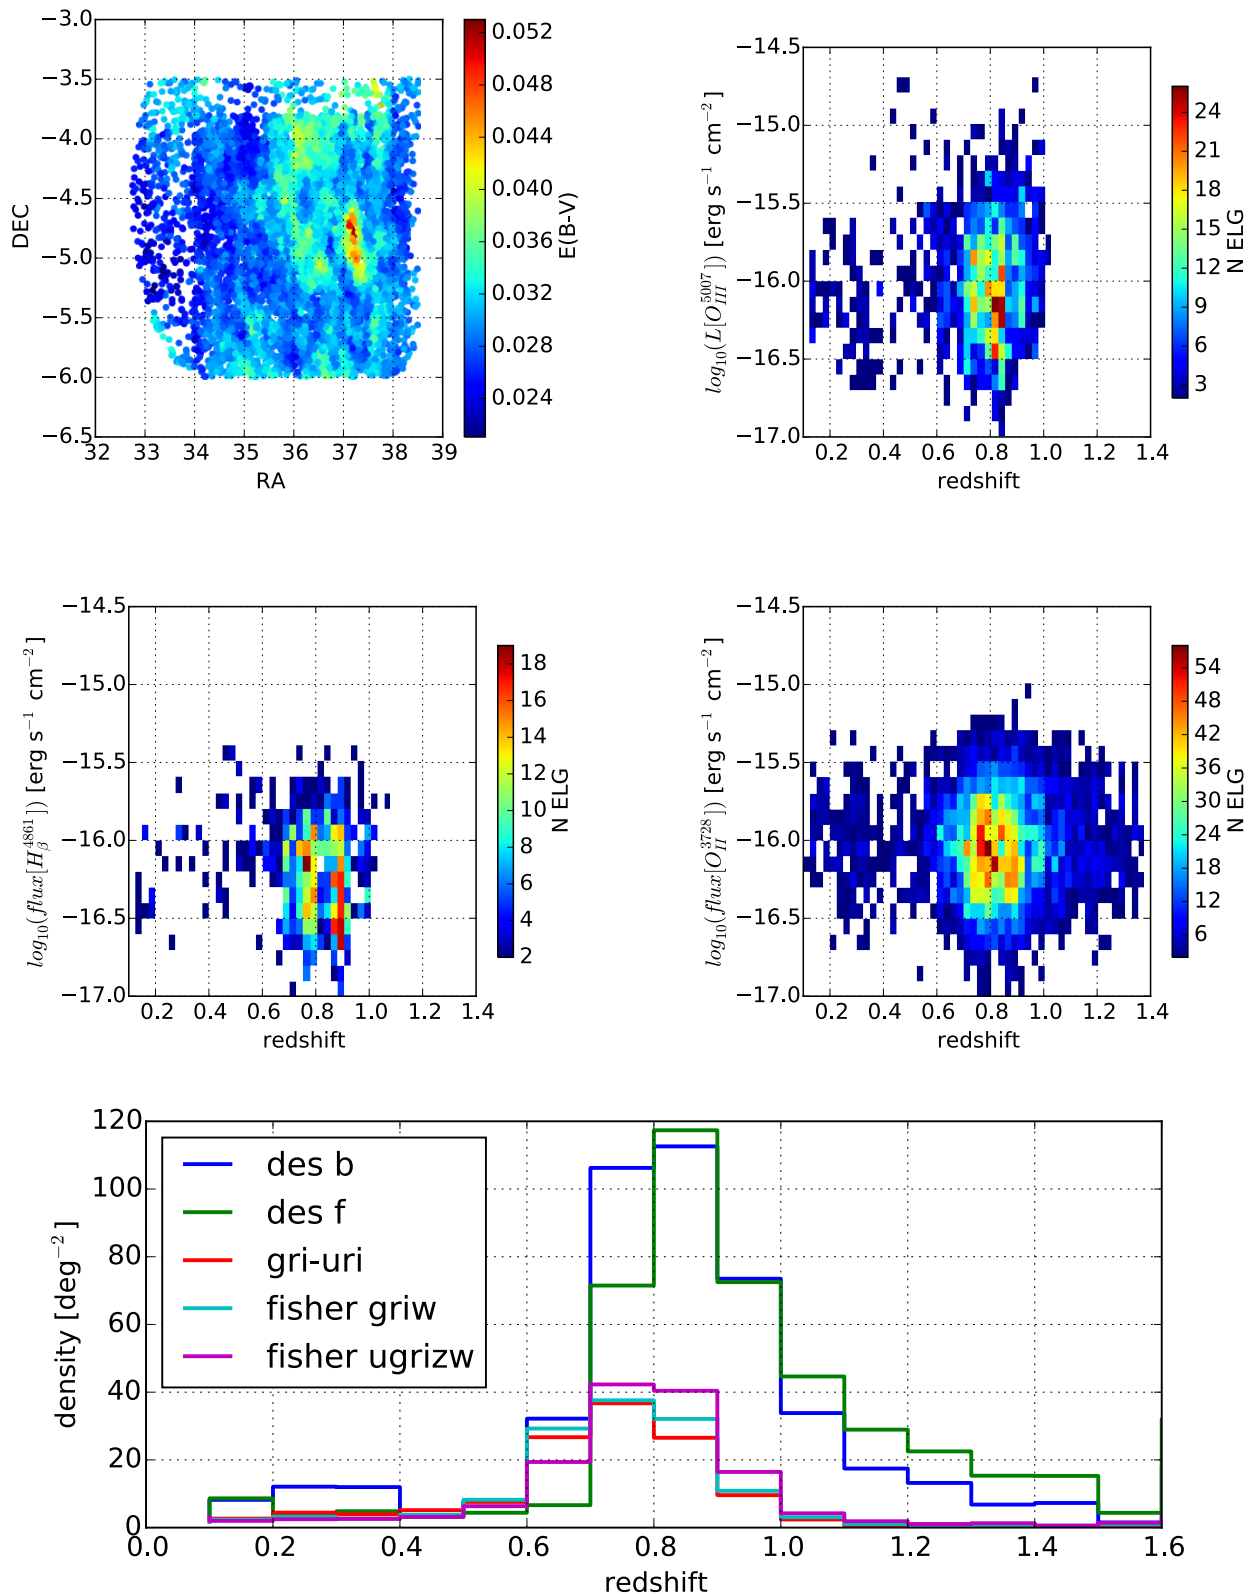 −3.0
−3.5
−4.0
−4.5
−5.0
−5.5
−6.0
−6.5
DEC
32 33 34 35 36 37 38 39
RA
0.052
0.048
0.044
0.040
0.036
0.032
0.028
0.024
E(B-V)
−14.5
−15.0
−15.5
−16.0
−16.5
−17.0
log₁₀(L[O_III^5007]) [erg s⁻¹ cm⁻²]
0.2 0.4 0.6 0.8 1.0 1.2 1.4
redshift
24
21
18
15
12
9
6
3
N ELG
−14.5
−15.0
−15.5
−16.0
−16.5
−17.0
log₁₀(flux[H_β^4861]) [erg s⁻¹ cm⁻²]
0.2 0.4 0.6 0.8 1.0 1.2 1.4
redshift
18
16
14
12
10
8
6
4
2
N ELG
−14.5
−15.0
−15.5
−16.0
−16.5
−17.0
log₁₀(flux[O_II^3728]) [erg s⁻¹ cm⁻²]
0.2 0.4 0.6 0.8 1.0 1.2 1.4
redshift
54
48
42
36
30
24
18
12
6
N ELG
120
100
80
60
40
20
0
density [deg⁻²]
des b
des f
gri-uri
fisher griw
fisher ugrizw
0.0 0.2 0.4 0.6 0.8 1.0 1.2 1.4 1.6
redshift